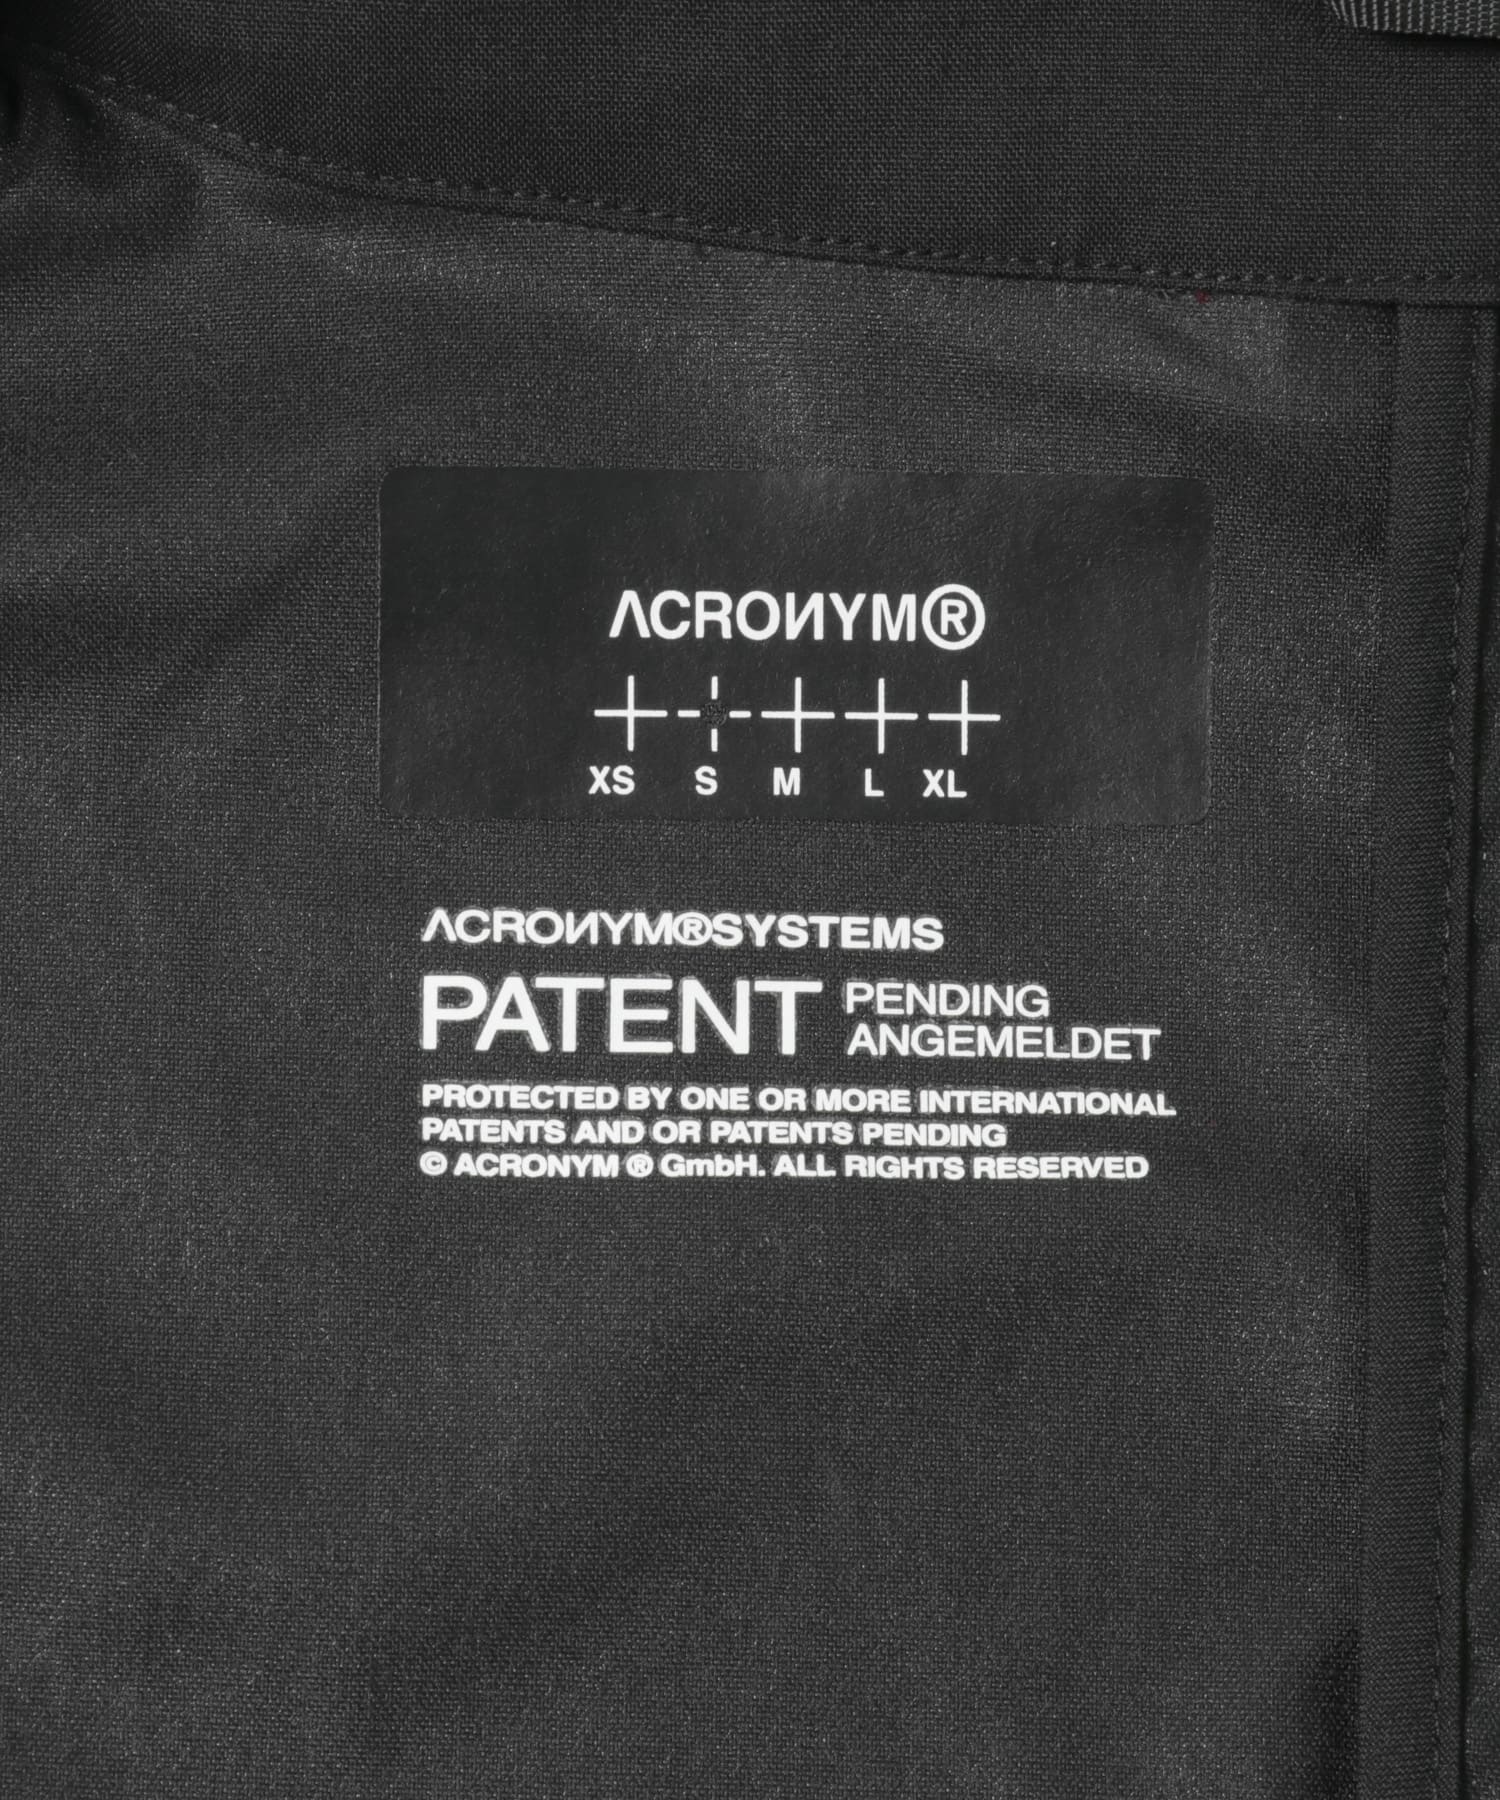 ACRONYM®
XS S M L XL
ACRONYM®SYSTEMS
PATENT PENDING
ANGEMELDET
PROTECTED BY ONE OR MORE INTERNATIONAL
PATENTS AND OR PATENTS PENDING
© ACRONYM ® GmbH. ALL RIGHTS RESERVED